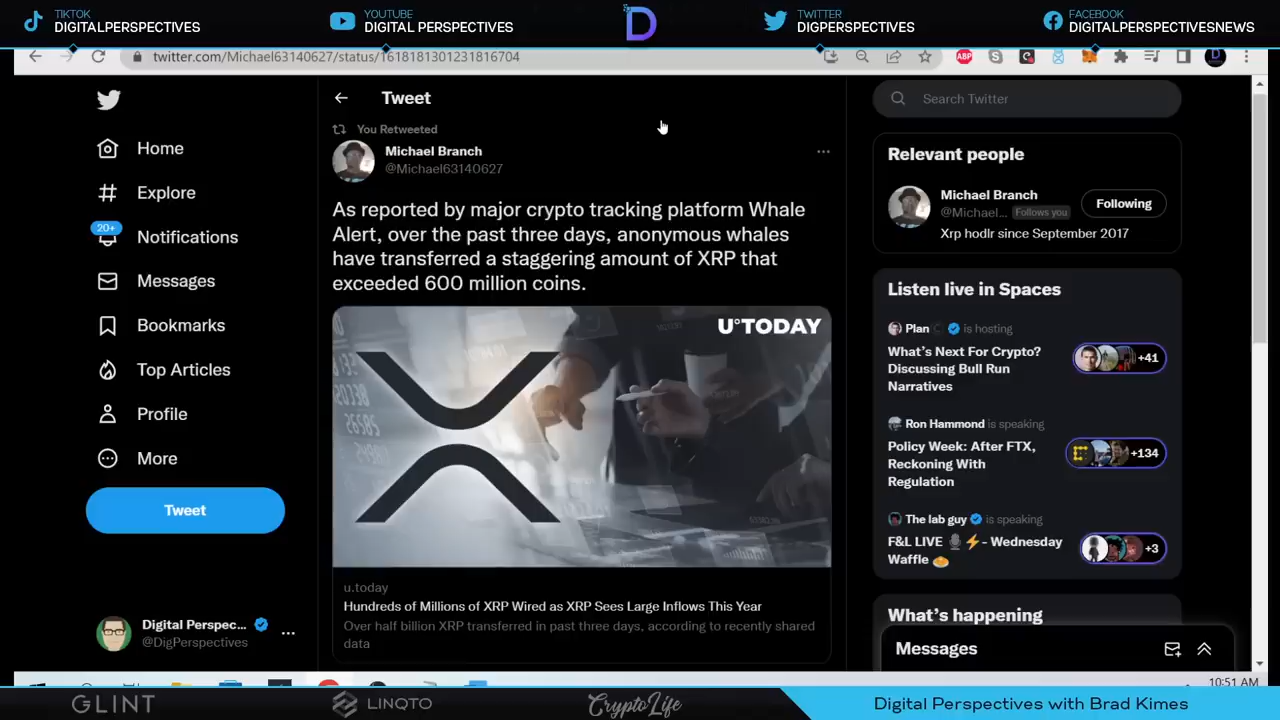 TIKTOK
DIGITALPERSPECTIVES
YOUTUBE
DIGITAL PERSPECTIVES
TWITTER
DIGPERSPECTIVES
FACEBOOK
DIGITALPERSPECTIVESNEWS
twitter.com/Michael63140627/status/1618181301231816704
ABP
Home
Explore
20+
Notifications
Messages
Bookmarks
Top Articles
Profile
More
Tweet
Digital Perspec...
@DigPerspectives
Tweet
You Retweeted
Michael Branch
@Michael63140627
As reported by major crypto tracking platform Whale
Alert, over the past three days, anonymous whales
have transferred a staggering amount of XRP that
exceeded 600 million coins.
U°TODAY
u.today
Hundreds of Millions of XRP Wired as XRP Sees Large Inflows This Year
Over half billion XRP transferred in past three days, according to recently shared
data
Search Twitter
Relevant people
Michael Branch
@Michael... Follows you
Following
Xrp hodlr since September 2017
Listen live in Spaces
Plan is hosting
What's Next For Crypto?
Discussing Bull Run
Narratives
+41
Ron Hammond is speaking
Policy Week: After FTX,
Reckoning With
Regulation
+134
The lab guy is speaking
F&L LIVE 🎙️⚡- Wednesday
Waffle 🧇
+3
What's happening
Messages
10:51 AM
GLINT
LINQTO
CryptoLife
Digital Perspectives with Brad Kimes